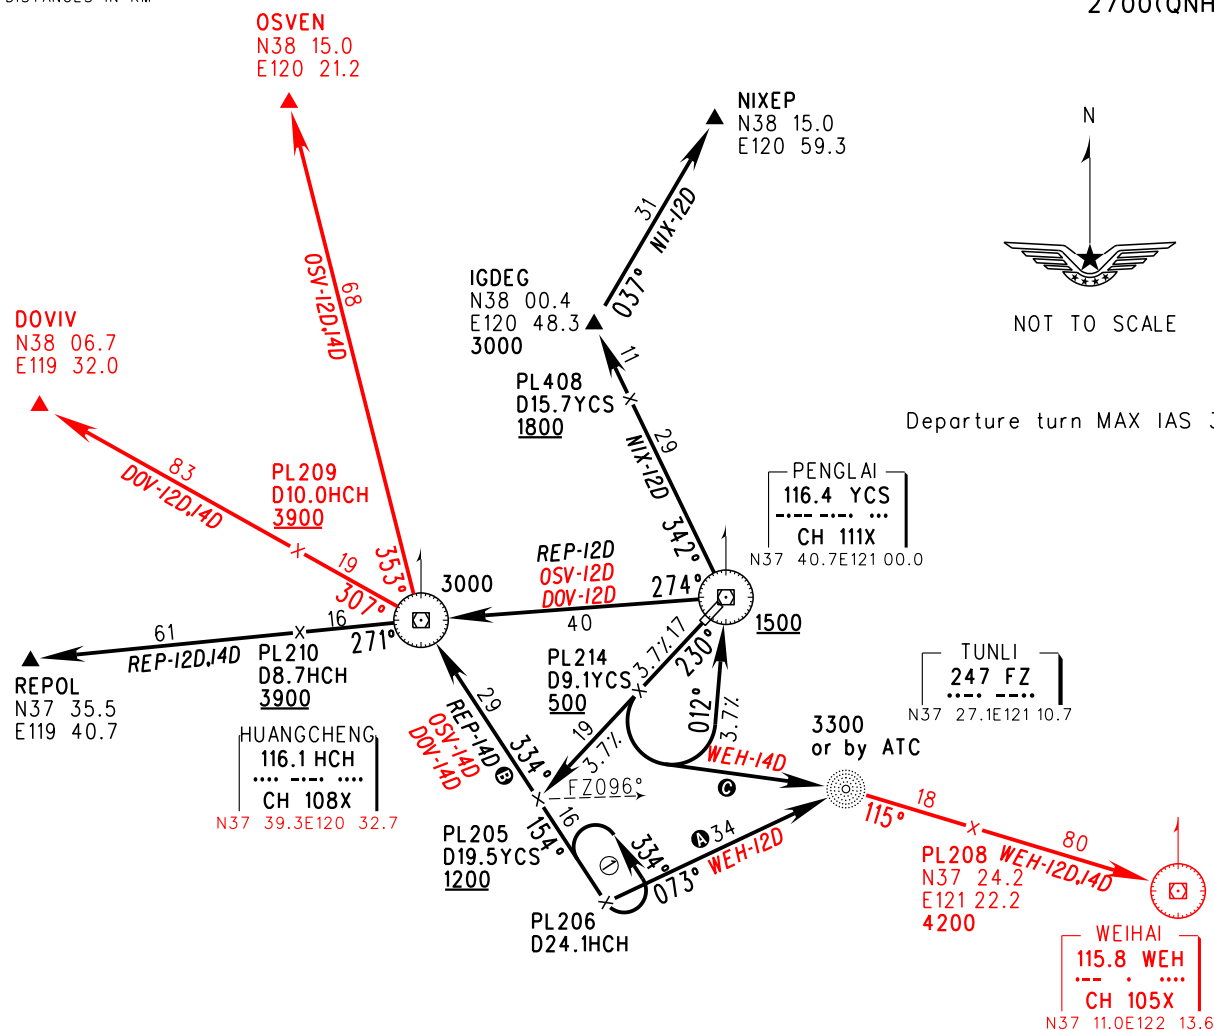 2700(QNH
OSVEN
N38 15.0
E120 21.2
NIXEP
N38 15.0
E120 59.3
N
NOT TO SCALE
31
NIX-12D
037°
IGDEG
N38 00.4
E120 48.3
3000
68
OSV-12D,14D
DOVIV
N38 06.7
E119 32.0
11
PL408
D15.7YCS
1800
Departure turn MAX IAS
29
NIX-12D
342°
83
DOV-12D,14D
PL209
D10.0HCH
3900
19
307°
353°
PENGLAI
116.4 YCS
CH 111X
N37 40.7E121 00.0
REP-12D
OSV-12D
DOV-12D
274°
40
3000
1500
61
REP-12D,14D
16
271°
REPOL
N37 35.5
E119 40.7
PL210
D8.7HCH
3900
PL214
D9.1YCS
500
3.7%
17
230°
TUNLI
247 FZ
N37 27.1E121 10.7
HUANGCHENG
116.1 HCH
CH 108X
N37 39.3E120 32.7
29
REP-14D B
OSV-14D
DOV-14D
334°
19
3.7%
012°
3.7%
WEH-14D
C
3300
or by ATC
FZ096°
PL205
D19.5YCS
1200
16
154°
1
334°
A 34
WEH-12D
073°
PL206
D24.1HCH
18
115°
80
WEH-12D,14D
PL208
N37 24.2
E121 22.2
4200
WEIHAI
115.8 WEH
CH 105X
N37 11.0E122 13.6